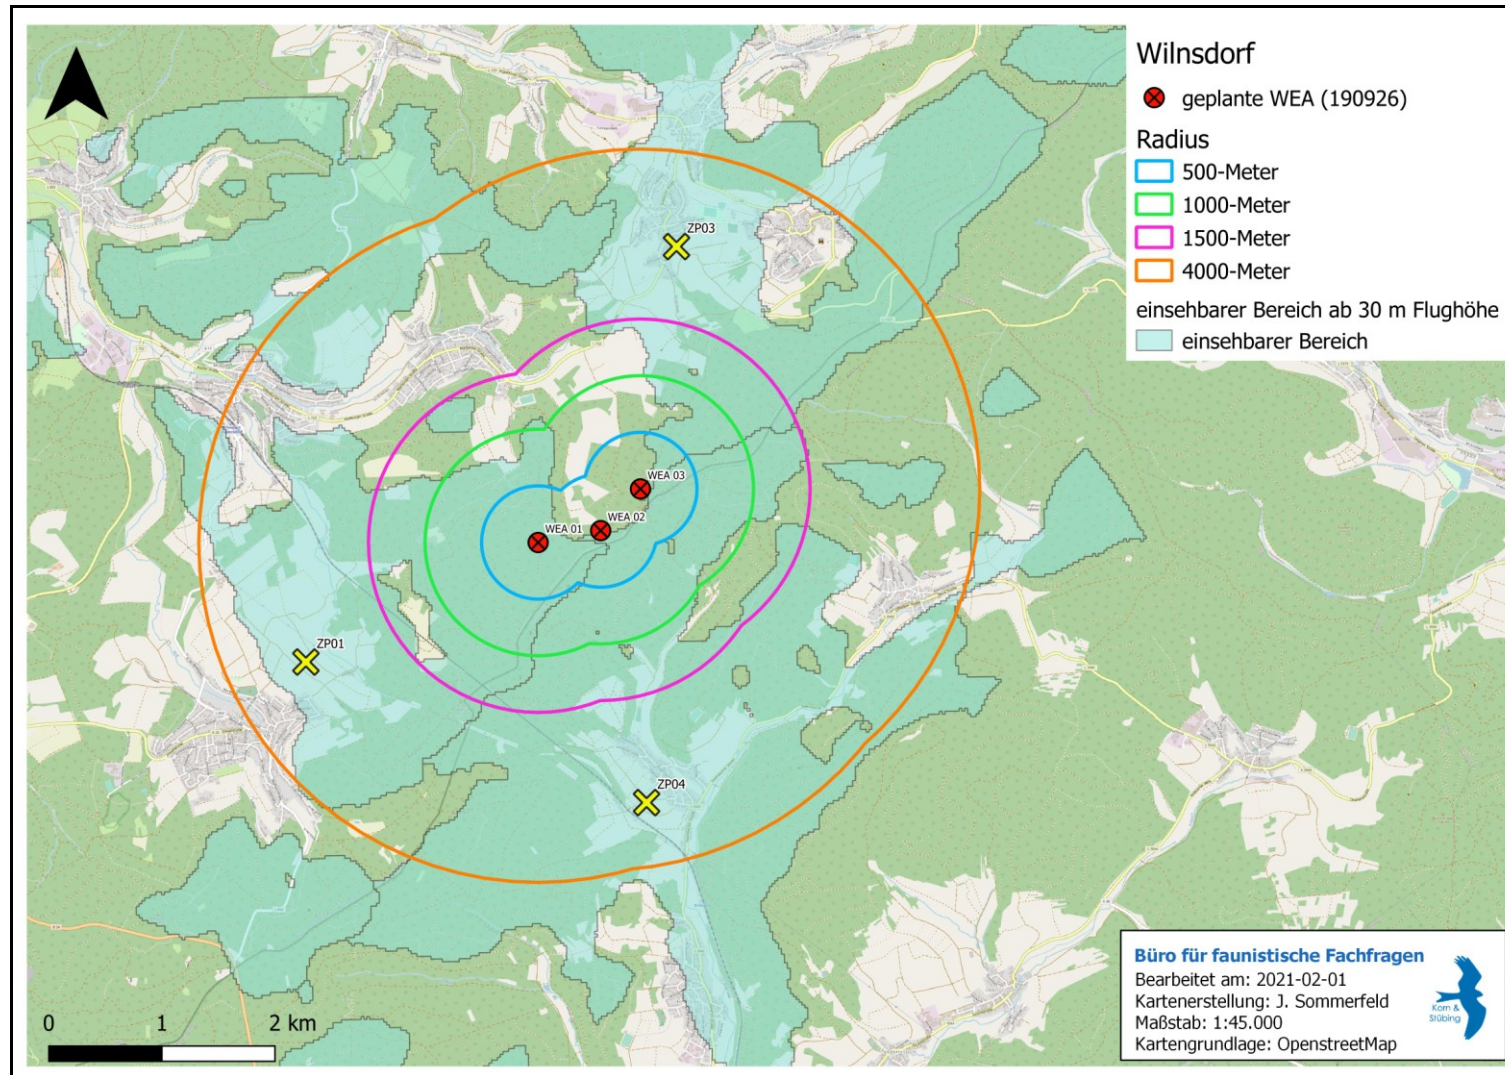 Wilnsdorf
geplante WEA (190926)
Radius
500-Meter
1000-Meter
1500-Meter
4000-Meter
einsehbarer Bereich ab 30 m Flughöhe
einsehbarer Bereich
ZP03
WEA 03
WEA 02
WEA 01
ZP01
ZP04
0 1 2 km
Büro für faunistische Fachfragen
Bearbeitet am: 2021-02-01
Kartenerstellung: J. Sommerfeld
Maßstab: 1:45.000
Kartengrundlage: OpenstreetMap
Korn &
Stübing